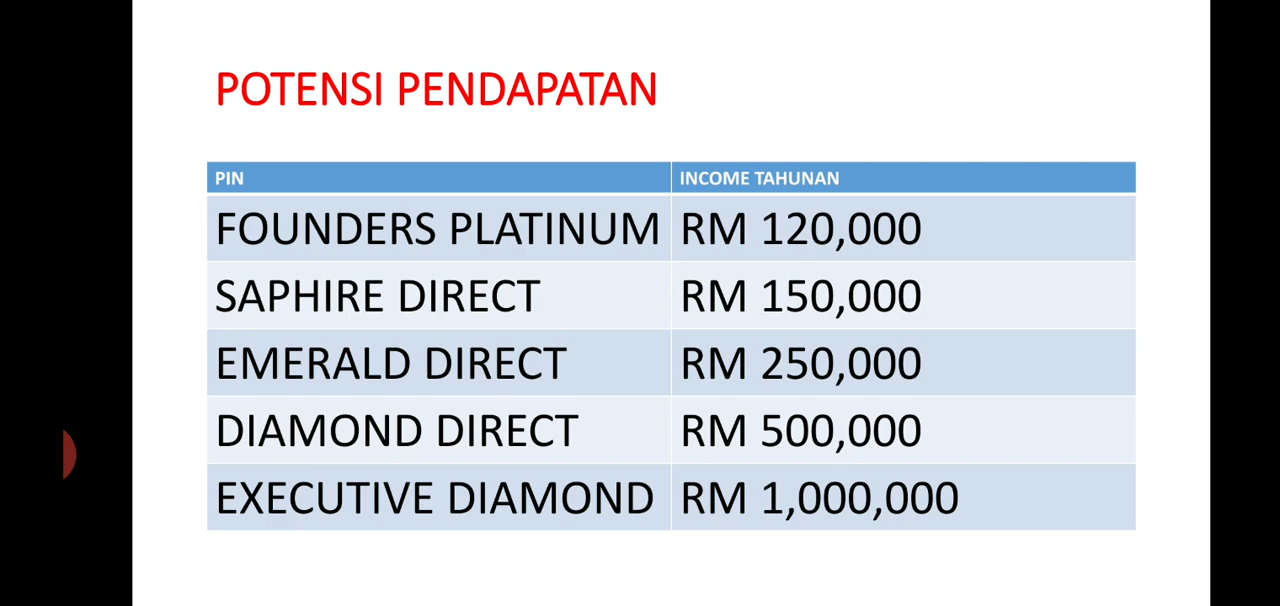 POTENSI PENDAPATAN
PIN INCOME TAHUNAN
FOUNDERS PLATINUM RM 120,000
SAPHIRE DIRECT RM 150,000
EMERALD DIRECT RM 250,000
DIAMOND DIRECT RM 500,000
EXECUTIVE DIAMOND RM 1,000,000